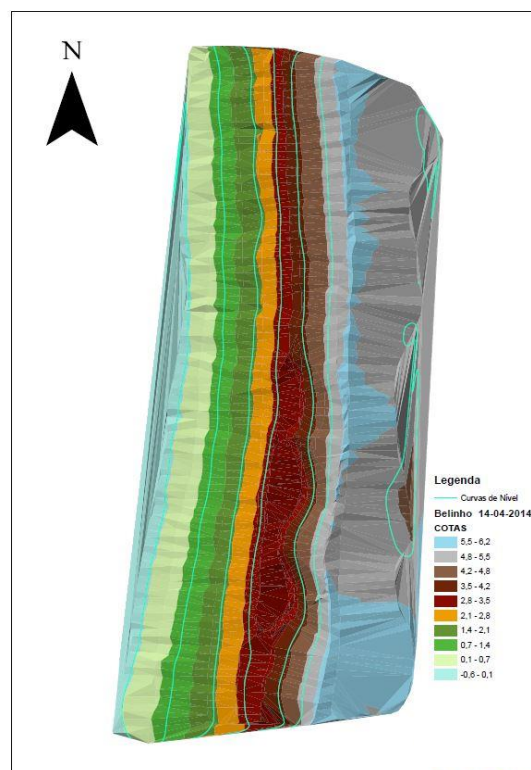 N
Legenda
Curvas de Nível
Belinho 14-04-2014
COTAS
5,5 - 6,2
4,8 - 5,5
4,2 - 4,8
3,5 - 4,2
2,8 - 3,5
2,1 - 2,8
1,4 - 2,1
0,7 - 1,4
0,1 - 0,7
-0,6 - 0,1